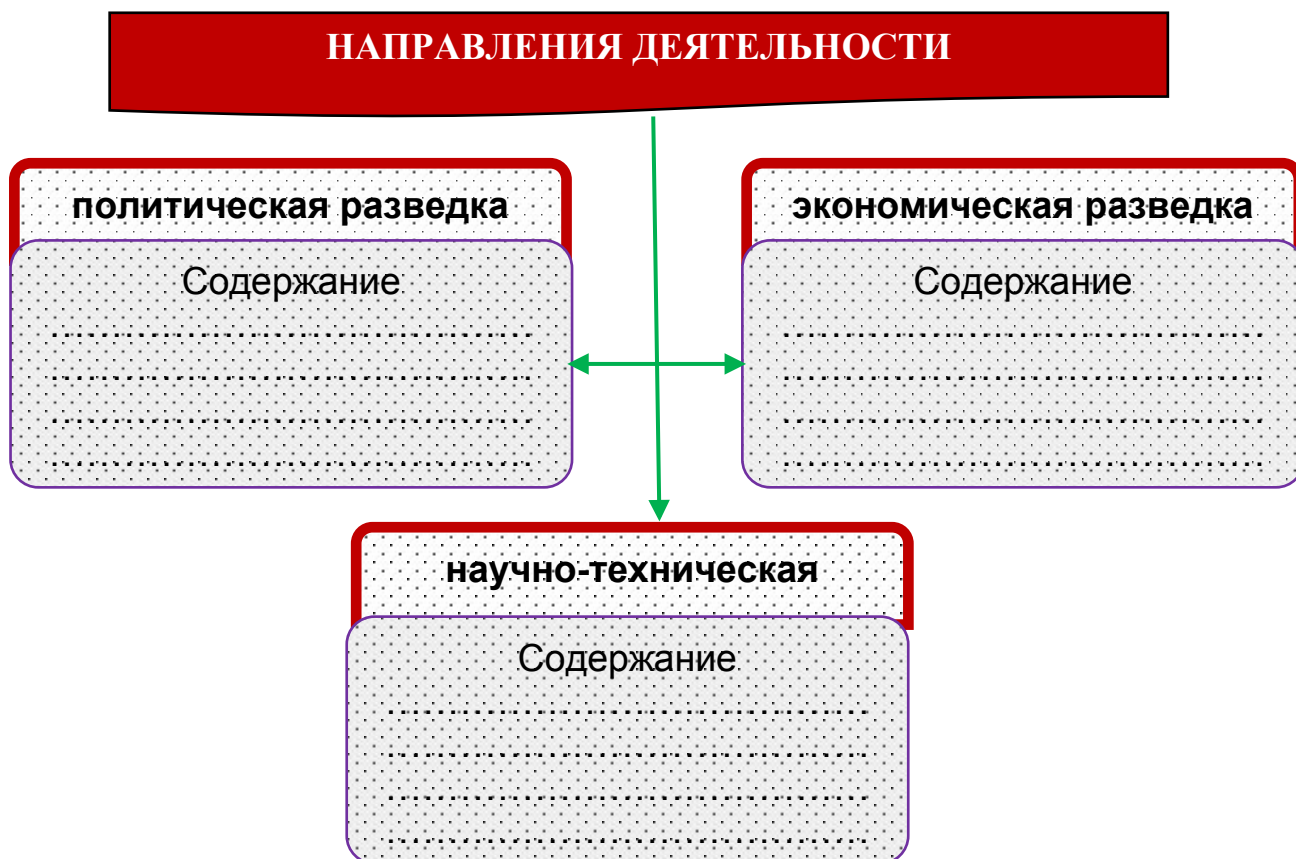 НАПРАВЛЕНИЯ ДЕЯТЕЛЬНОСТИ
политическая разведка
Содержание
................................................
................................................
................................................
................................................
экономическая разведка
Содержание
................................................
................................................
................................................
................................................
научно-техническая
Содержание
................................................
................................................
................................................
................................................